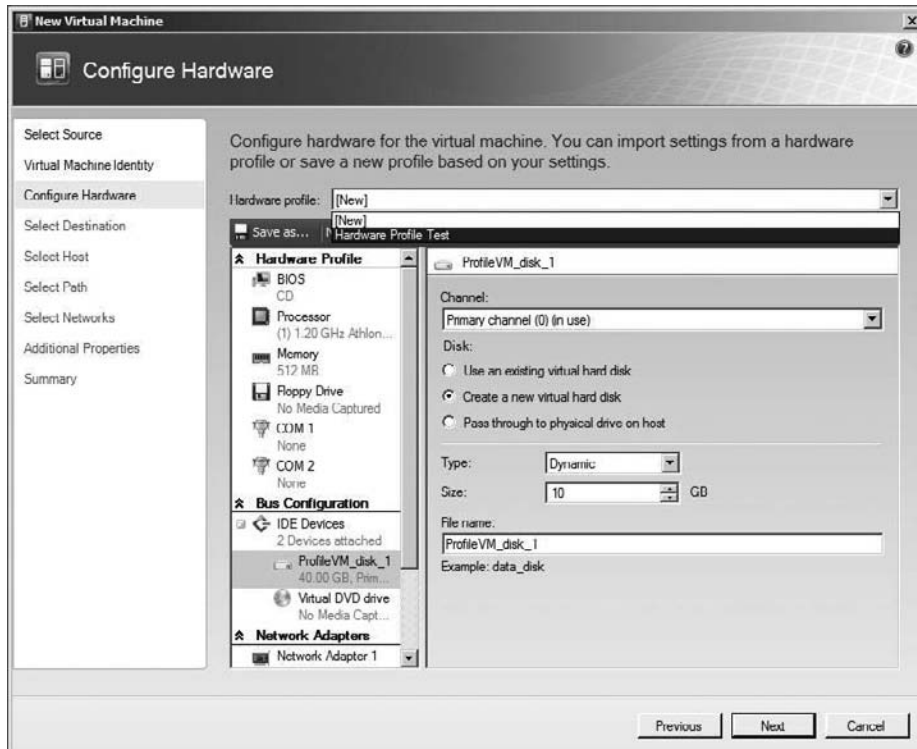 New Virtual Machine
Configure Hardware
Select Source
Virtual Machine Identity
Configure Hardware
Select Destination
Select Host
Select Path
Select Networks
Additional Properties
Summary
Configure hardware for the virtual machine. You can import settings from a hardware
profile or save a new profile based on your settings.
Hardware profile:
[New]
[New]
Hardware Profile Test
Save as...
Hardware Profile
BIOS
CD
Processor
(1) 1.20 GHz Athlon...
Memory
512 MB
Floppy Drive
No Media Captured
COM 1
None
COM 2
None
Bus Configuration
IDE Devices
2 Devices attached
ProfileVM_disk_1
40.00 GB, Prim...
Virtual DVD drive
No Media Capt...
Network Adapters
Network Adapter 1
ProfileVM_disk_1
Channel:
Primary channel (0) (in use)
Disk:
Use an existing virtual hard disk
Create a new virtual hard disk
Pass through to physical drive on host
Type:
Dynamic
Size:
10
GB
File name:
ProfileVM_disk_1
Example: data_disk
Previous
Next
Cancel